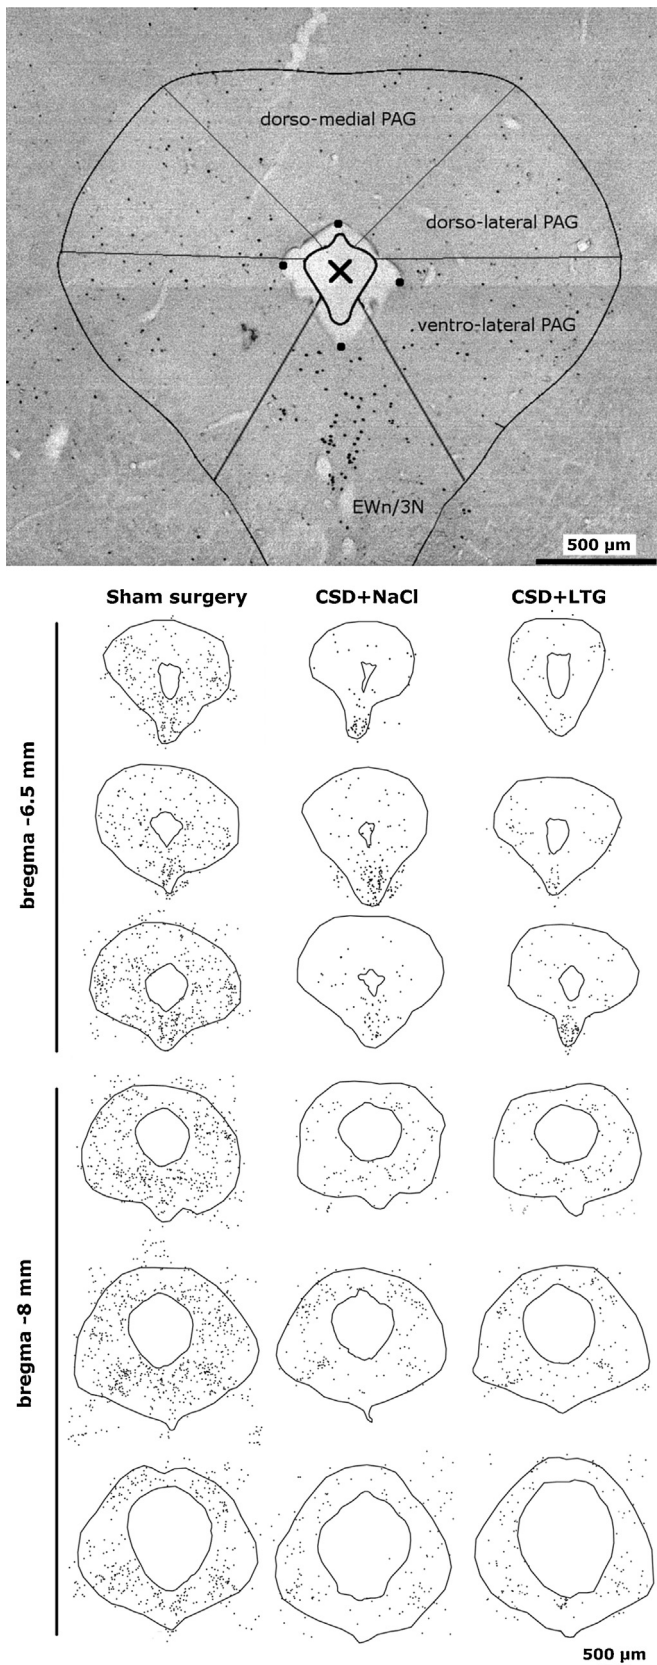 dorso-medial PAG
dorso-lateral PAG
ventro-lateral PAG
EWn/3N
500 µm
Sham surgery CSD+NaCl CSD+LTG
bregma -6.5 mm
bregma -8 mm
500 µm